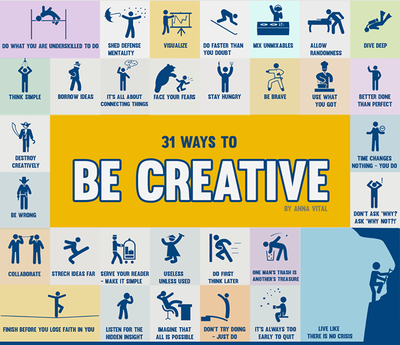 DO WHAT YOU ARE UNDERSKILLED TO DO
SHED DEFENSE
MENTALITY
VISUALIZE
DO FASTER THAN
YOU DOUBT
MIX UNMIXABLES
ALLOW
RANDOMNESS
DIVE DEEP
THINK SIMPLE
BORROW IDEAS
IT'S ALL ABOUT
CONNECTING THINGS
FACE YOUR FEARS
STAY HUNGRY
BE BRAVE
USE WHAT
YOU GOT
BETTER DONE
THAN PERFECT
DESTROY
CREATIVELY
31 WAYS TO
BE CREATIVE
BY ANNA VITAL
TIME CHANGES
NOTHING - YOU DO
BE WRONG
DON'T ASK 'WHY?
ASK 'WHY NOT?!'
COLLABORATE
STRECH IDEAS FAR
SERVE YOUR READER
- MAKE IT SIMPLE
USELESS
UNLESS USED
DO FIRST
THINK LATER
ONE MAN'S TRASH IS
ANOTHER'S TREASURE
FINISH BEFORE YOU LOSE FAITH IN YOU
LISTEN FOR THE
HIDDEN INSIGHT
IMAGINE THAT
ALL IS POSSIBLE
DON'T TRY DOING
- JUST DO
IT'S ALWAYS TOO
EARLY TO QUIT
LIVE LIKE
THERE IS NO CRISIS